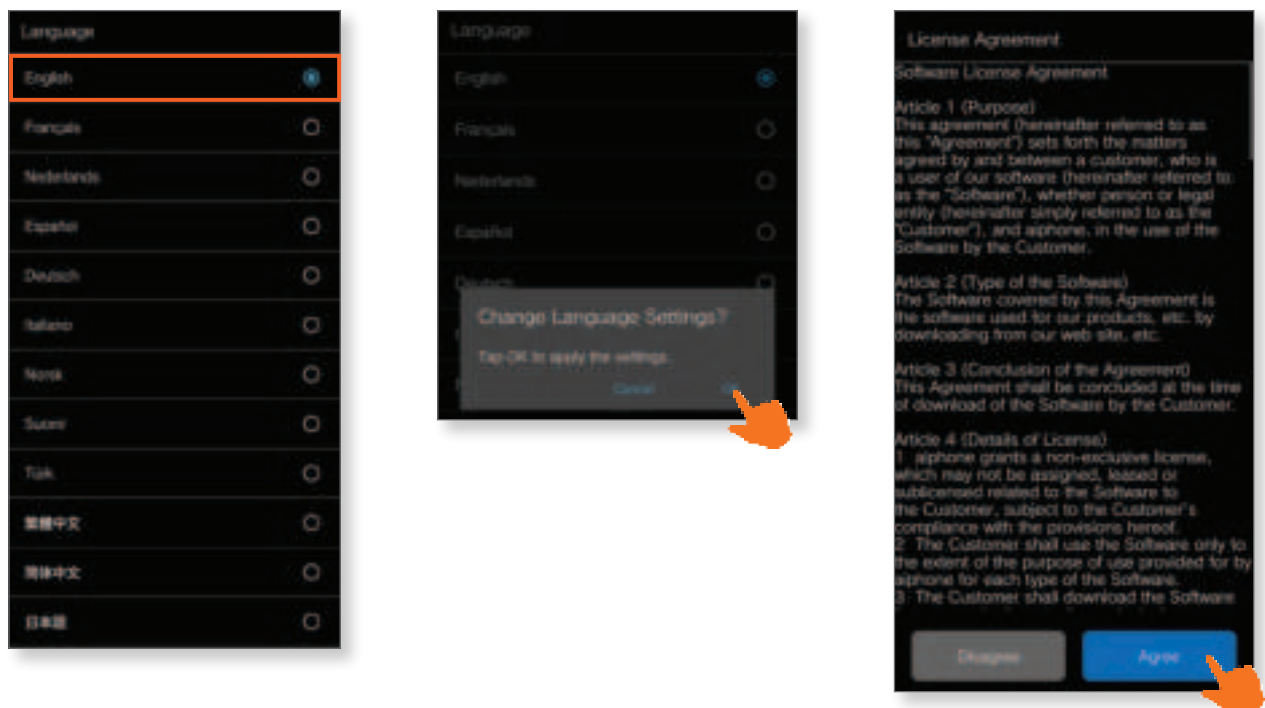 Language
English
Français
Nederlands
Español
Deutsch
Italiano
Norsk
Suomi
Türk
繁體中文
简体中文
日本語
Language
English
Français
Nederlands
Español
Deutsch
Change Language Settings?
Tap OK to apply the settings.
Cancel
OK
License Agreement
Software License Agreement
Article 1 (Purpose)
This agreement (hereinafter referred to as
this "Agreement") sets forth the matters
agreed by and between a customer, who is
a user of our software (hereinafter referred to
as the "Software"), whether person or legal
entity (hereinafter simply referred to as the
"Customer"), and aiphone, in the use of the
Software by the Customer.
Article 2 (Type of the Software)
The Software covered by this Agreement is
the software used for our products, etc. by
downloading from our web site, etc.
Article 3 (Conclusion of the Agreement)
This Agreement shall be concluded at the time
of download of the Software by the Customer.
Article 4 (Details of License)
1 aiphone grants a non-exclusive license,
which may not be assigned, leased or
sublicensed related to the Software to
the Customer, subject to the Customer's
compliance with the provisions hereof.
2 The Customer shall use the Software only to
the extent of the purpose of use provided for by
aiphone for each type of the Software.
3 The Customer shall download the Software
Disagree
Agree